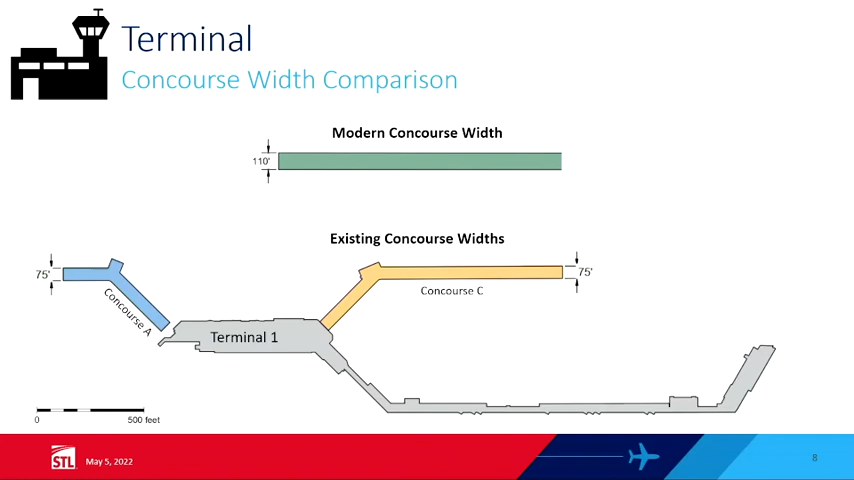 Terminal
Concourse Width Comparison
Modern Concourse Width
110'
Existing Concourse Widths
75'
75'
Concourse A
Concourse C
Terminal 1
0
500 feet
STL
May 5, 2022
8